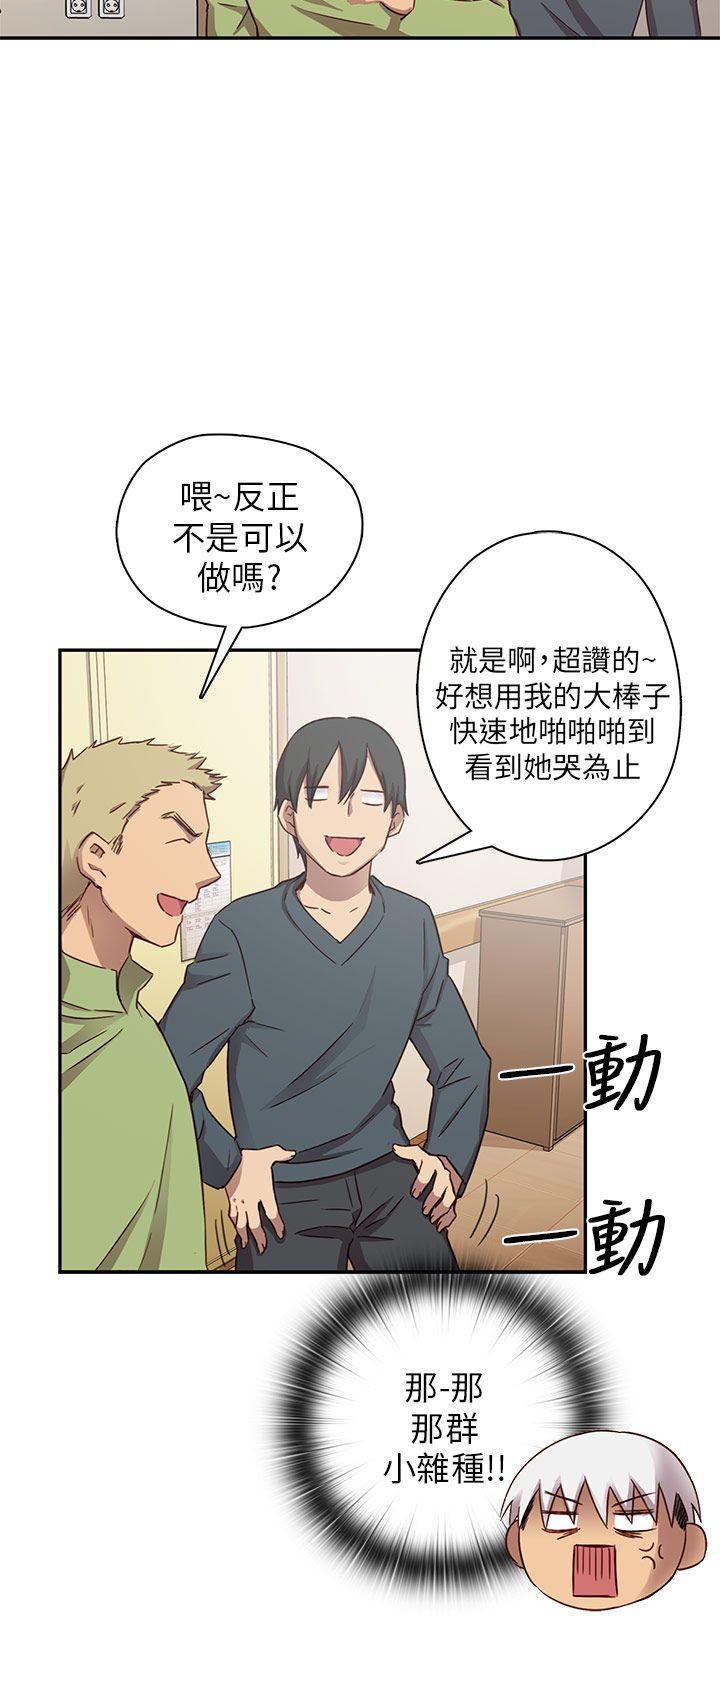 喂~反正
不是可以
做嗎?
就是啊,超讚的~
好想用我的大棒子
快速地啪啪啪到
看到她哭為止
一動
一動
那-那
那群
小雜種!!